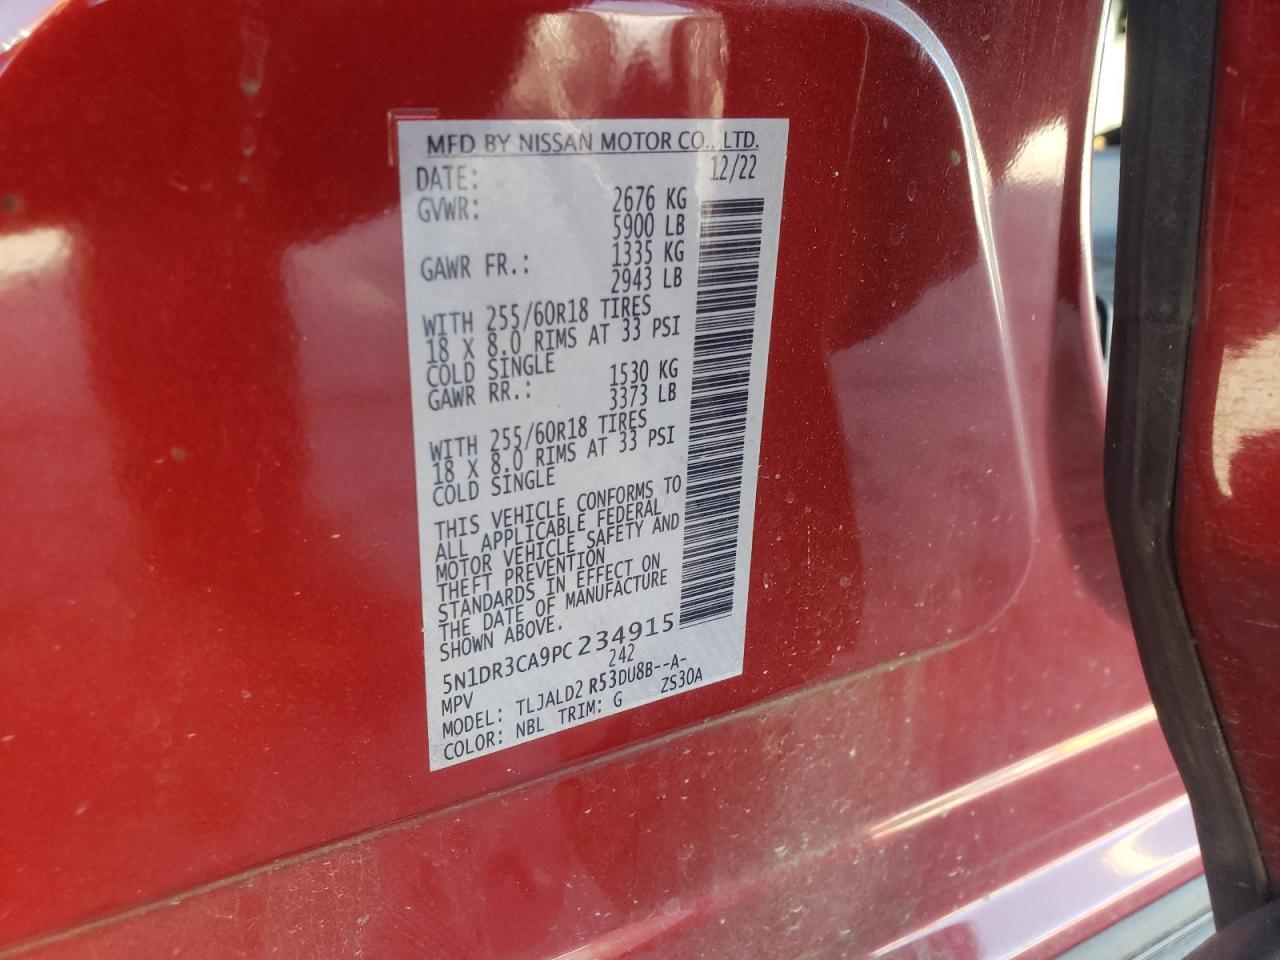 MFD BY NISSAN MOTOR CO., LTD.
DATE: 12/22
GVWR: 2676 KG
5900 LB
GAWR FR.: 1335 KG
2943 LB
WITH 255/60R18 TIRES
18 X 8.0 RIMS AT 33 PSI
COLD SINGLE
GAWR RR.: 1530 KG
3373 LB
WITH 255/60R18 TIRES
18 X 8.0 RIMS AT 33 PSI
COLD SINGLE
THIS VEHICLE CONFORMS TO
ALL APPLICABLE FEDERAL
MOTOR VEHICLE SAFETY AND
THEFT PREVENTION
STANDARDS IN EFFECT ON
THE DATE OF MANUFACTURE
SHOWN ABOVE.
5N1DR3CA9PC234915
MPV 242
MODEL: TLJALD2 R53DU8B--A-
COLOR: NBL TRIM: G ZS30A